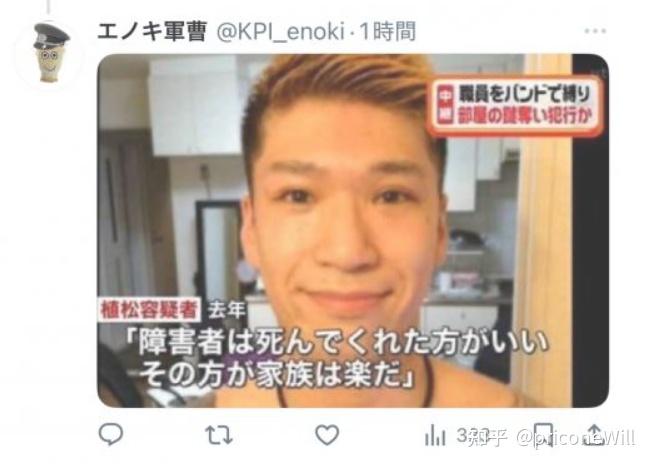 エノキ軍曹 @KPI_enoki·1時間
中継
職員をバンドで縛り
部屋の鍵奪い犯行か
植松容疑者 去年
「障害者は死んでくれた方がいい
その方が家族は楽だ」
知乎 @priconeWill